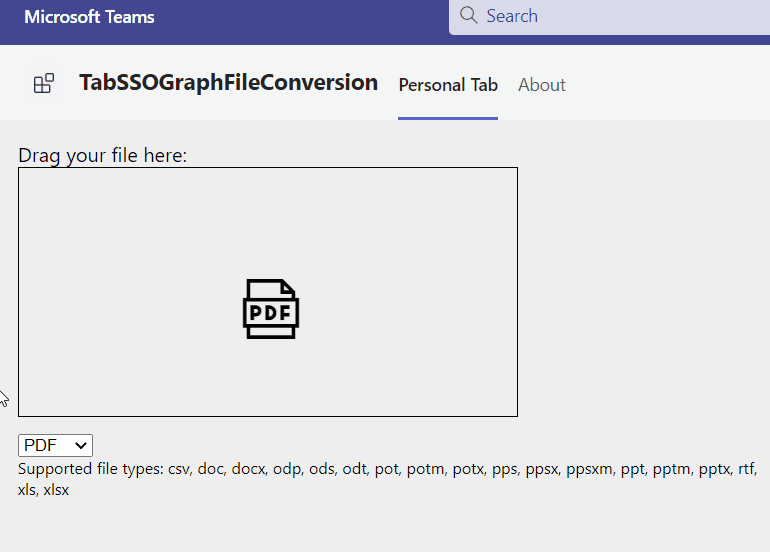 Microsoft Teams
Search
TabSSOGraphFileConversion
Personal Tab
About
Drag your file here:
PDF
PDF
Supported file types: csv, doc, docx, odp, ods, odt, pot, potm, potx, pps, ppsx, ppsxm, ppt, pptm, pptx, rtf,
xls, xlsx